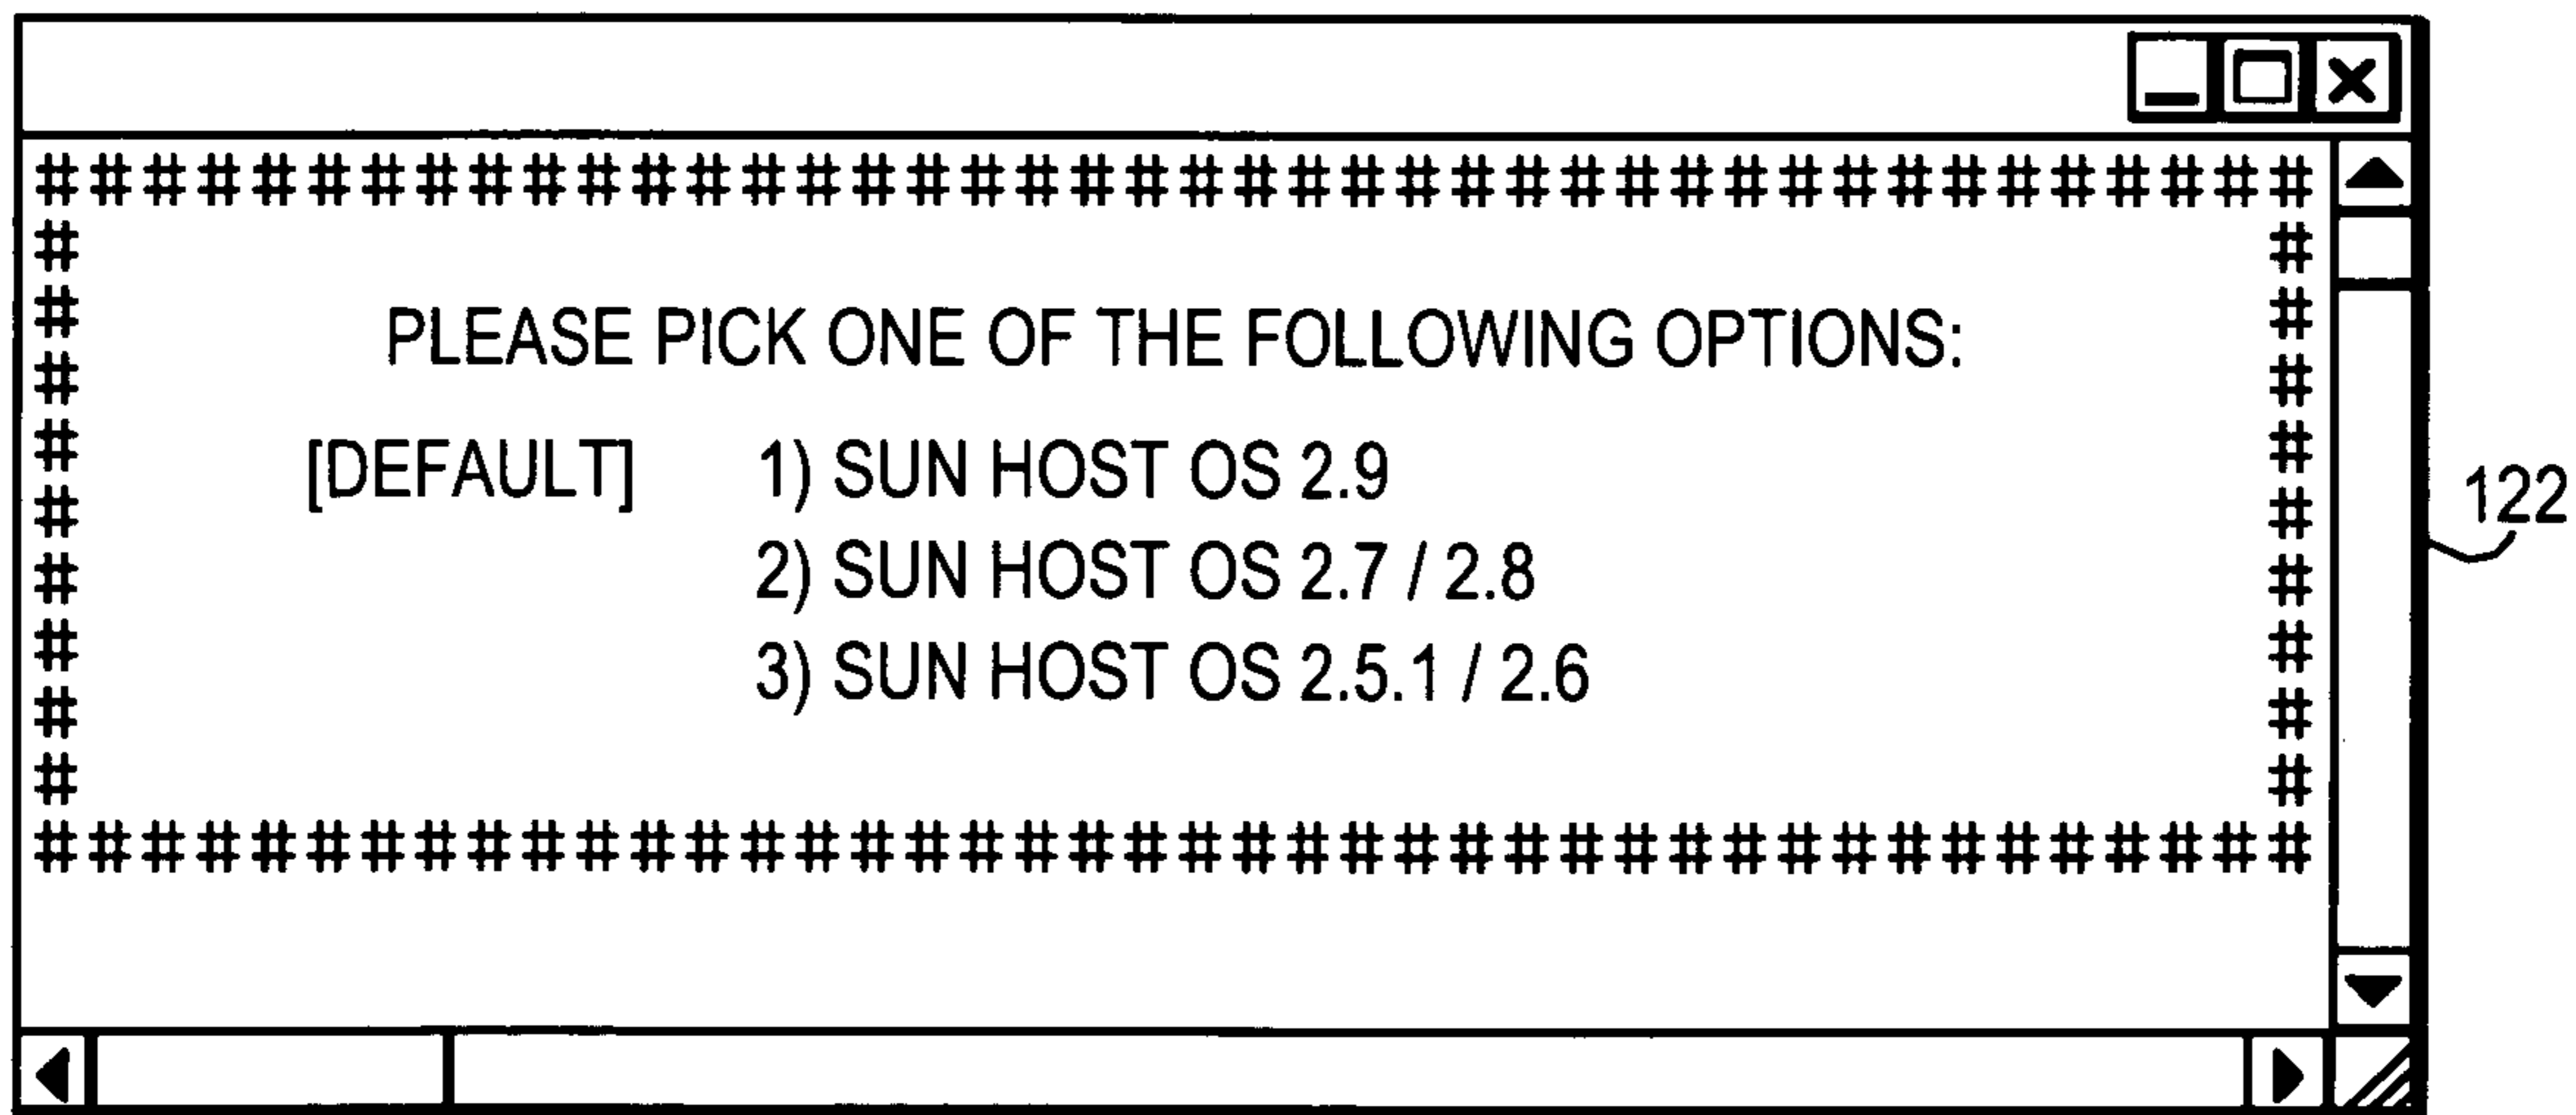 ##########################################
# #
# PLEASE PICK ONE OF THE FOLLOWING OPTIONS: #
# #
# [DEFAULT] 1) SUN HOST OS 2.9 #
# #
# 2) SUN HOST OS 2.7 / 2.8 #
# 3) SUN HOST OS 2.5.1 / 2.6 #
# #
# #
##########################################
122